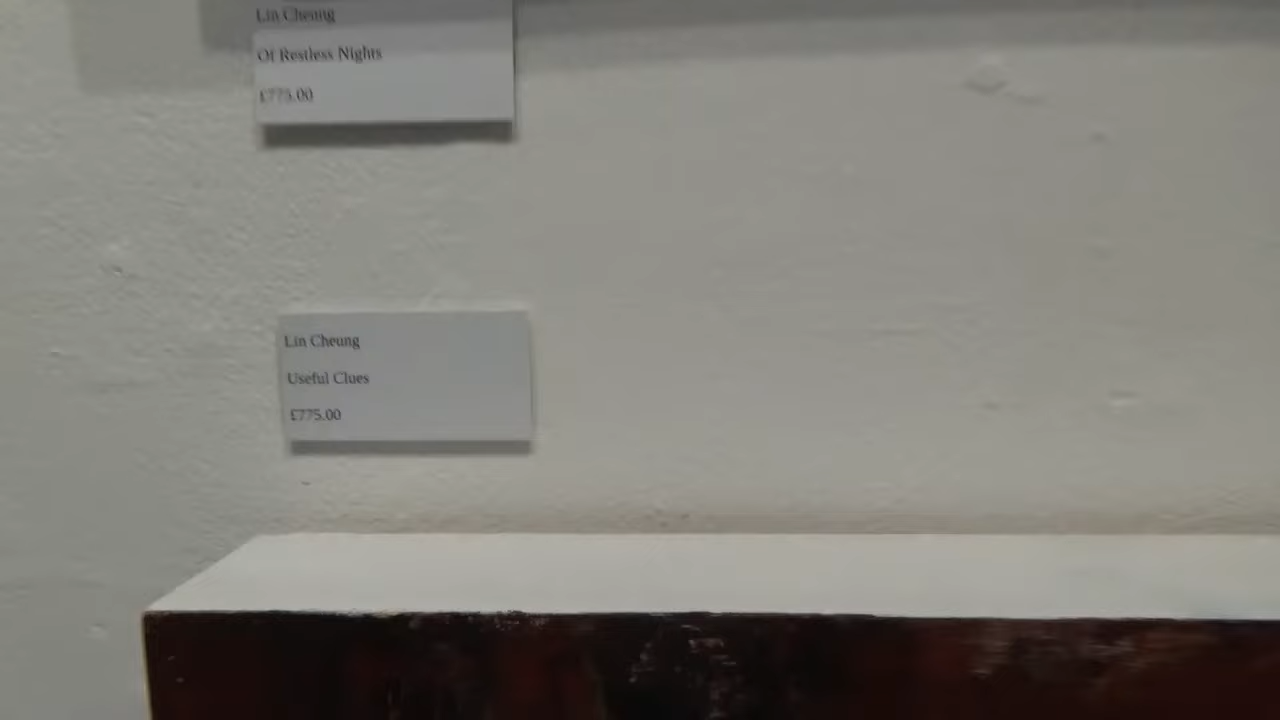 Lin Cheung
Of Restless Nights
£775.00
Lin Cheung
Useful Clues
£775.00